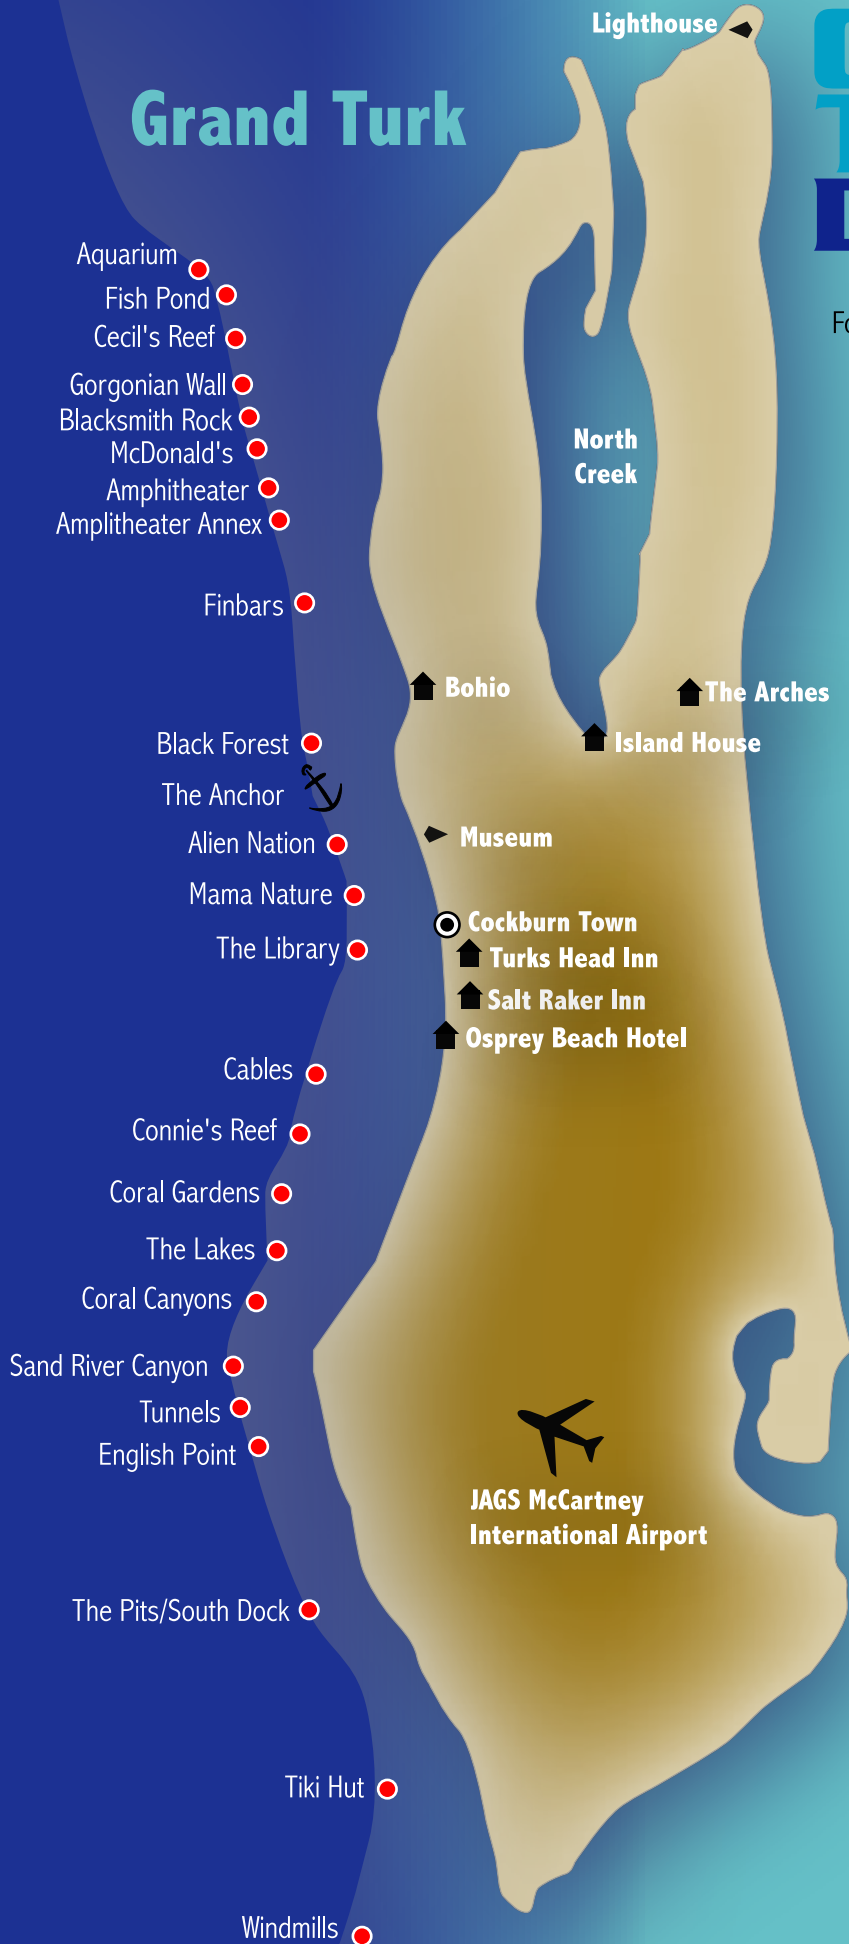 Lighthouse
Grand Turk
Aquarium
Fish Pond
Cecil's Reef
Gorgonian Wall
Blacksmith Rock
McDonald's
North
Creek
Amphitheater
Amplitheater Annex
Finbars
Bohio
The Arches
Black Forest
Island House
The Anchor
Museum
Alien Nation
Mama Nature
Cockburn Town
The Library
Turks Head Inn
Salt Raker Inn
Osprey Beach Hotel
Cables
Connie's Reef
Coral Gardens
The Lakes
Coral Canyons
Sand River Canyon
Tunnels
English Point
JAGS McCartney
International Airport
The Pits/South Dock
Tiki Hut
Windmills